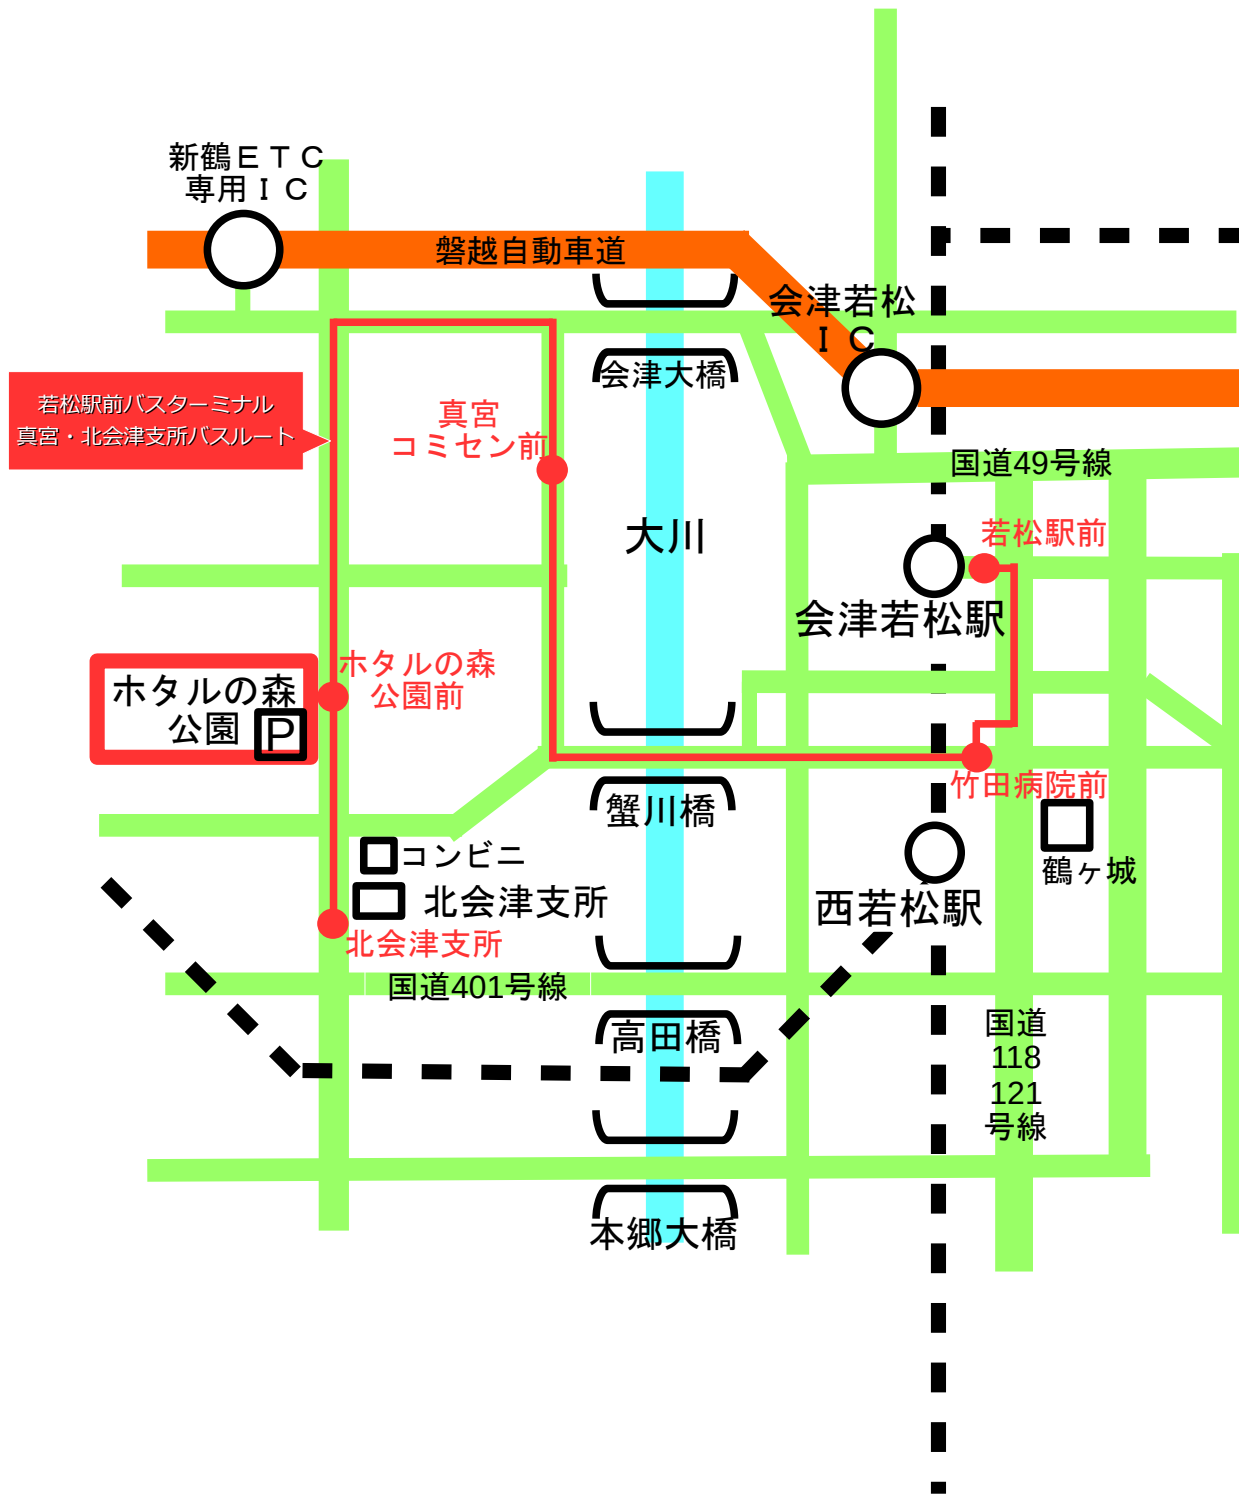 新鶴ＥＴＣ
専用ＩＣ
磐越自動車道
会津若松
ＩＣ
会津大橋
若松駅前バスターミナル
真宮・北会津支所バスルート
真宮
コミセン前
国道49号線
大川
若松駅前
会津若松駅
ホタルの森
公園前
ホタルの森
公園
P
竹田病院前
蟹川橋
コンビニ
鶴ヶ城
北会津支所
西若松駅
北会津支所
国道401号線
高田橋
国道
118
121
号線
本郷大橋